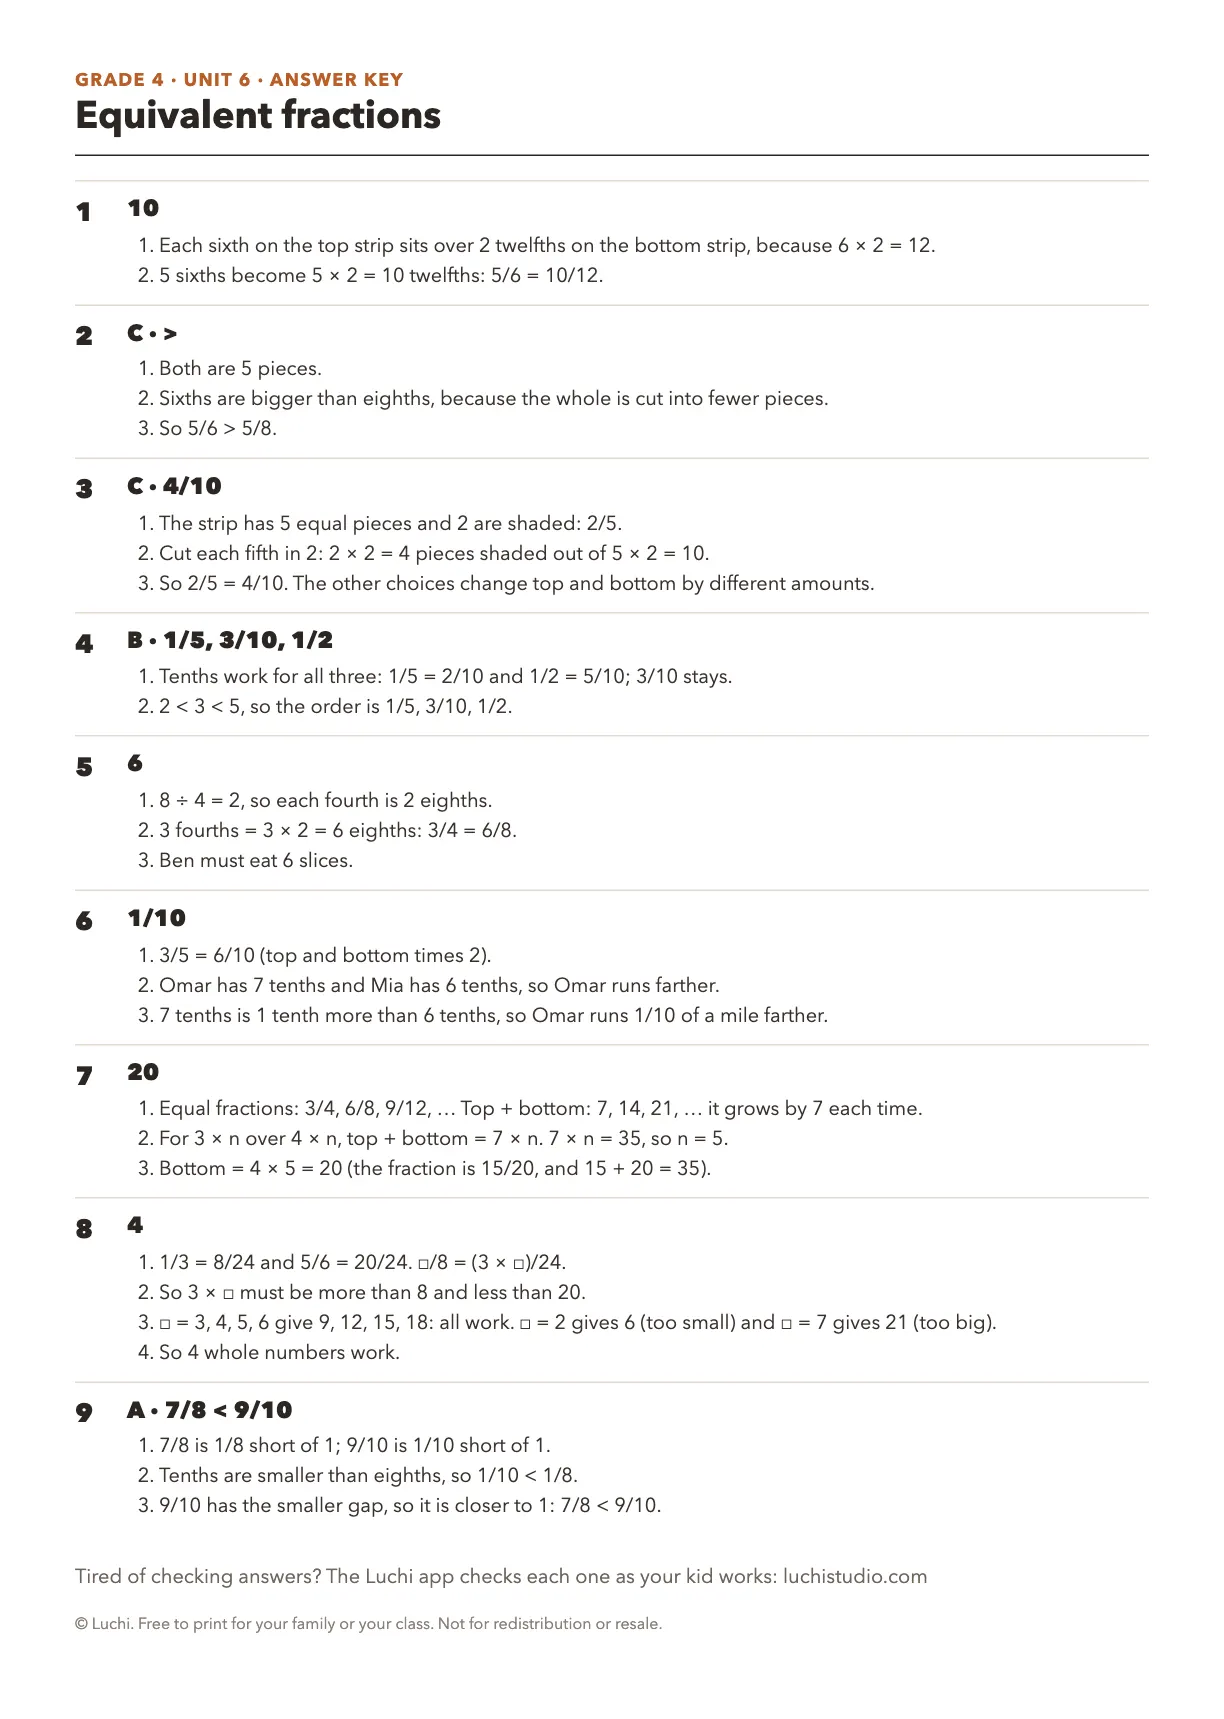 GRADE 4 · UNIT 6 · ANSWER KEY
Equivalent fractions
1 10
1. Each sixth on the top strip sits over 2 twelfths on the bottom strip, because 6 × 2 = 12.
2. 5 sixths become 5 × 2 = 10 twelfths: 5/6 = 10/12.
2 C · >
1. Both are 5 pieces.
2. Sixths are bigger than eighths, because the whole is cut into fewer pieces.
3. So 5/6 > 5/8.
3 C · 4/10
1. The strip has 5 equal pieces and 2 are shaded: 2/5.
2. Cut each fifth in 2: 2 × 2 = 4 pieces shaded out of 5 × 2 = 10.
3. So 2/5 = 4/10. The other choices change top and bottom by different amounts.
4 B · 1/5, 3/10, 1/2
1. Tenths work for all three: 1/5 = 2/10 and 1/2 = 5/10; 3/10 stays.
2. 2 < 3 < 5, so the order is 1/5, 3/10, 1/2.
5 6
1. 8 ÷ 4 = 2, so each fourth is 2 eighths.
2. 3 fourths = 3 × 2 = 6 eighths: 3/4 = 6/8.
3. Ben must eat 6 slices.
6 1/10
1. 3/5 = 6/10 (top and bottom times 2).
2. Omar has 7 tenths and Mia has 6 tenths, so Omar runs farther.
3. 7 tenths is 1 tenth more than 6 tenths, so Omar runs 1/10 of a mile farther.
7 20
1. Equal fractions: 3/4, 6/8, 9/12, … Top + bottom: 7, 14, 21, … it grows by 7 each time.
2. For 3 × n over 4 × n, top + bottom = 7 × n. 7 × n = 35, so n = 5.
3. Bottom = 4 × 5 = 20 (the fraction is 15/20, and 15 + 20 = 35).
8 4
1. 1/3 = 8/24 and 5/6 = 20/24. □/8 = (3 × □)/24.
2. So 3 × □ must be more than 8 and less than 20.
3. □ = 3, 4, 5, 6 give 9, 12, 15, 18: all work. □ = 2 gives 6 (too small) and □ = 7 gives 21 (too big).
4. So 4 whole numbers work.
9 A · 7/8 < 9/10
1. 7/8 is 1/8 short of 1; 9/10 is 1/10 short of 1.
2. Tenths are smaller than eighths, so 1/10 < 1/8.
3. 9/10 has the smaller gap, so it is closer to 1: 7/8 < 9/10.
Tired of checking answers? The Luchi app checks each one as your kid works: luchistudio.com
© Luchi. Free to print for your family or your class. Not for redistribution or resale.